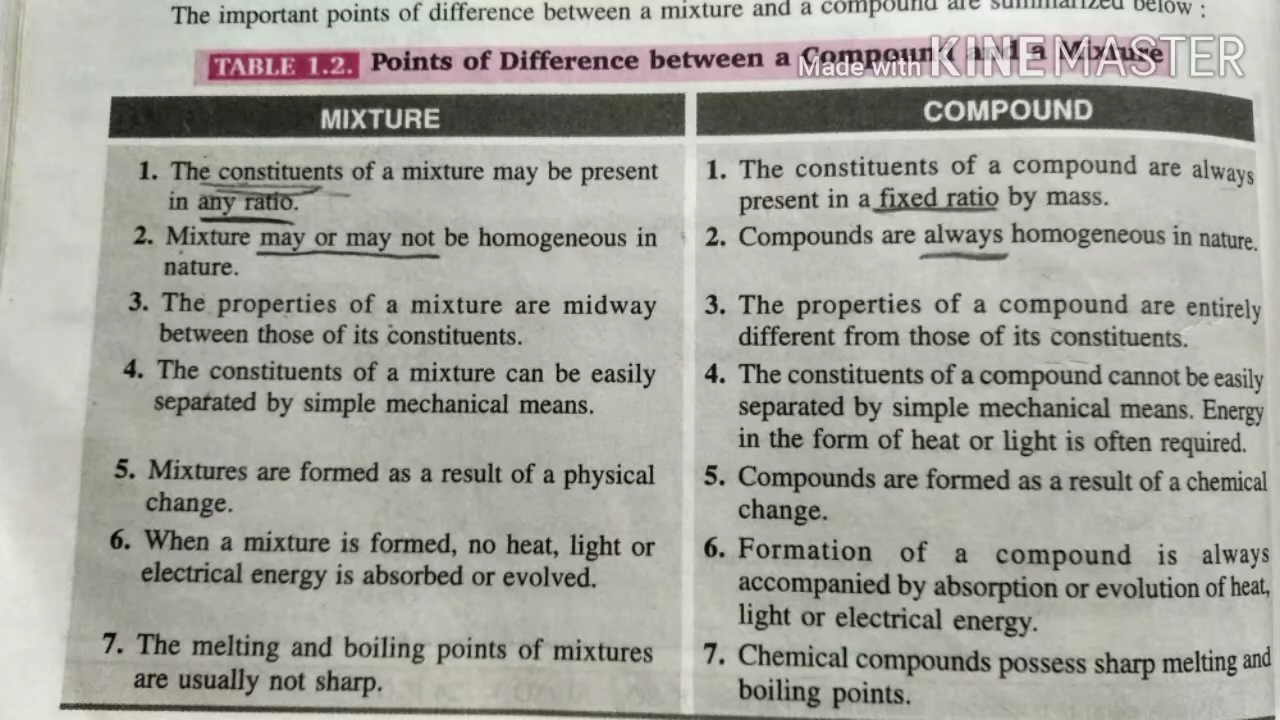 The important points of difference between a mixture and a compound are summarized below :
TABLE 1.2. Points of Difference between a Compound and a Mixture
Made with KINEMASTER
MIXTURE
1. The constituents of a mixture may be present
in any ratio.
2. Mixture may or may not be homogeneous in
nature.
3. The properties of a mixture are midway
between those of its constituents.
4. The constituents of a mixture can be easily
separated by simple mechanical means.
5. Mixtures are formed as a result of a physical
change.
6. When a mixture is formed, no heat, light or
electrical energy is absorbed or evolved.
7. The melting and boiling points of mixtures
are usually not sharp.
COMPOUND
1. The constituents of a compound are always
present in a fixed ratio by mass.
2. Compounds are always homogeneous in nature.
3. The properties of a compound are entirely
different from those of its constituents.
4. The constituents of a compound cannot be easily
separated by simple mechanical means. Energy
in the form of heat or light is often required.
5. Compounds are formed as a result of a chemical
change.
6. Formation of a compound is always
accompanied by absorption or evolution of heat,
light or electrical energy.
7. Chemical compounds possess sharp melting and
boiling points.